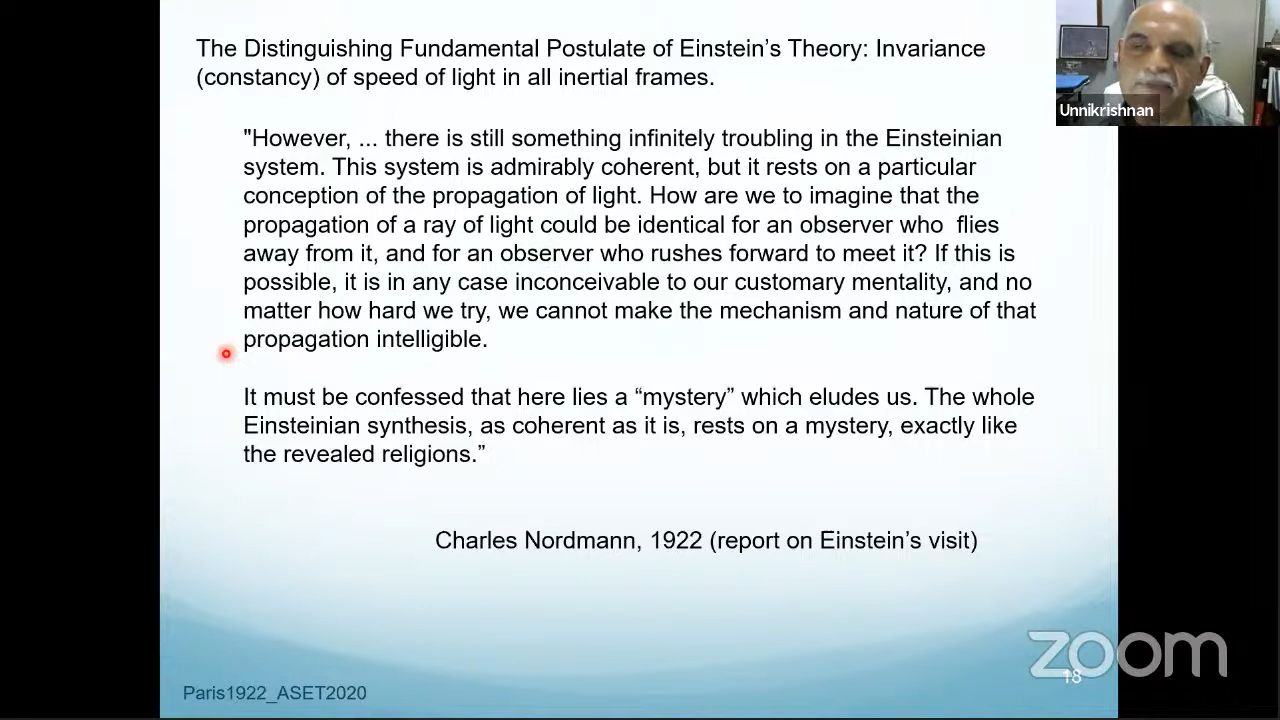 The Distinguishing Fundamental Postulate of Einstein’s Theory: Invariance
(constancy) of speed of light in all inertial frames.
Unnikrishnan
"However, ... there is still something infinitely troubling in the Einsteinian
system. This system is admirably coherent, but it rests on a particular
conception of the propagation of light. How are we to imagine that the
propagation of a ray of light could be identical for an observer who flies
away from it, and for an observer who rushes forward to meet it? If this is
possible, it is in any case inconceivable to our customary mentality, and no
matter how hard we try, we cannot make the mechanism and nature of that
propagation intelligible.
It must be confessed that here lies a “mystery” which eludes us. The whole
Einsteinian synthesis, as coherent as it is, rests on a mystery, exactly like
the revealed religions.”
Charles Nordmann, 1922 (report on Einstein’s visit)
zoom
18
Paris1922_ASET2020